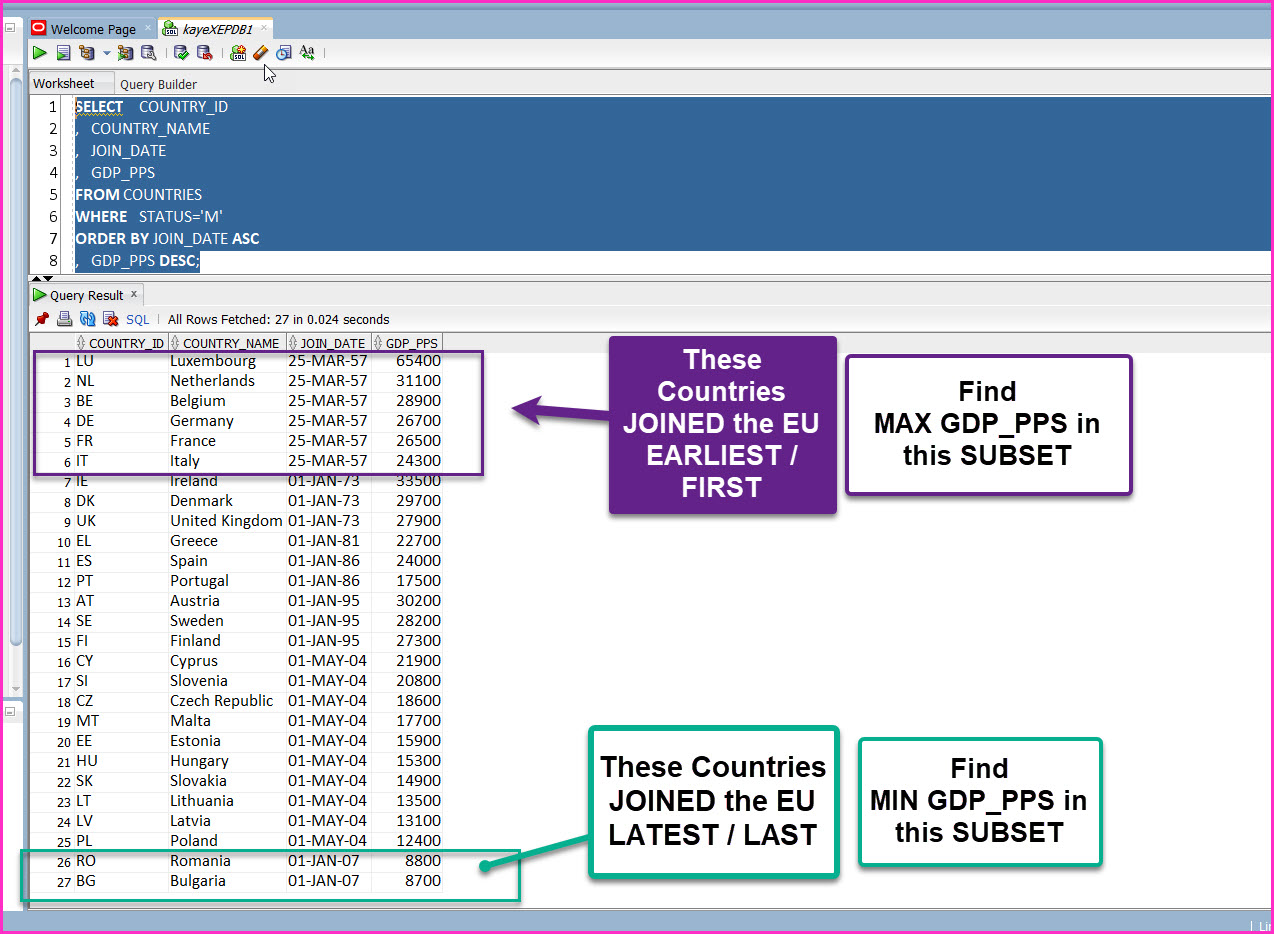 Welcome Page × kayeXEPDB1 ×
Worksheet Query Builder
1 SELECT COUNTRY_ID
2 , COUNTRY_NAME
3 , JOIN_DATE
4 , GDP_PPS
5 FROM COUNTRIES
6 WHERE STATUS='M'
7 ORDER BY JOIN_DATE ASC
8 , GDP_PPS DESC;
Query Result ×
SQL | All Rows Fetched: 27 in 0.024 seconds
COUNTRY_ID COUNTRY_NAME JOIN_DATE GDP_PPS
1 LU Luxembourg 25-MAR-57 65400
2 NL Netherlands 25-MAR-57 31100
3 BE Belgium 25-MAR-57 28900
4 DE Germany 25-MAR-57 26700
5 FR France 25-MAR-57 26500
6 IT Italy 25-MAR-57 24300
7 IE Ireland 01-JAN-73 33500
8 DK Denmark 01-JAN-73 29700
9 UK United Kingdom 01-JAN-73 27900
10 EL Greece 01-JAN-81 22700
11 ES Spain 01-JAN-86 24000
12 PT Portugal 01-JAN-86 17500
13 AT Austria 01-JAN-95 30200
14 SE Sweden 01-JAN-95 28200
15 FI Finland 01-JAN-95 27300
16 CY Cyprus 01-MAY-04 21900
17 SI Slovenia 01-MAY-04 20800
18 CZ Czech Republic 01-MAY-04 18600
19 MT Malta 01-MAY-04 17700
20 EE Estonia 01-MAY-04 15900
21 HU Hungary 01-MAY-04 15300
22 SK Slovakia 01-MAY-04 14900
23 LT Lithuania 01-MAY-04 13500
24 LV Latvia 01-MAY-04 13100
25 PL Poland 01-MAY-04 12400
26 RO Romania 01-JAN-07 8800
27 BG Bulgaria 01-JAN-07 8700
These
Countries
JOINED the EU
EARLIEST /
FIRST
Find
MAX GDP_PPS in
this SUBSET
These Countries
JOINED the EU
LATEST / LAST
Find
MIN GDP_PPS in
this SUBSET